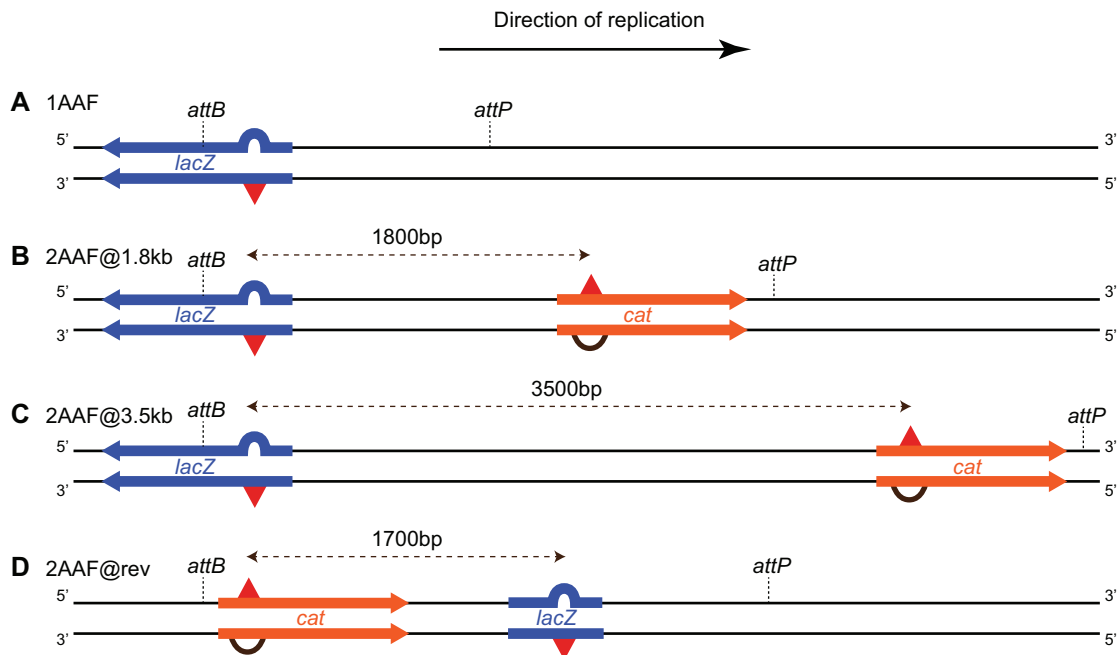 Direction of replication
A 1AAF
attB attP
5’ 3’
lacZ
3’ 5’
1800bp
B 2AAF@1.8kb
attB attP
5’ 3’
lacZ cat
3’ 5’
3500bp
C 2AAF@3.5kb
attB attP
5’ 3’
lacZ cat
3’ 5’
1700bp
D 2AAF@rev attB attP
5’ 3’
cat lacZ
3’ 5’